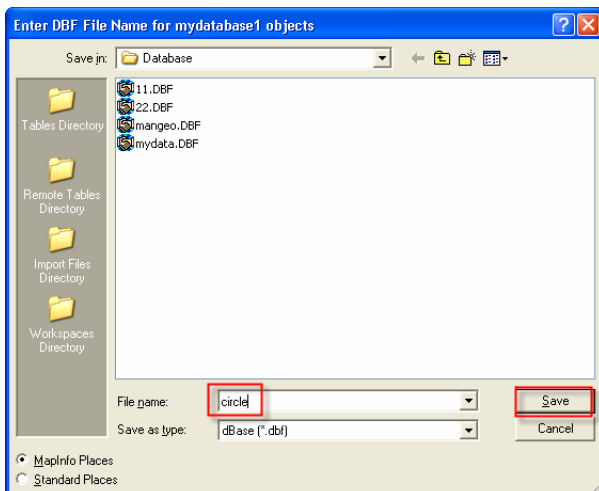 Enter DBF File Name for mydatabase1 objects
Save in: Database
11.DBF
22.DBF
mangeo.DBF
mydata.DBF
Tables Directory
Remote Tables
Directory
Import Files
Directory
Workspaces
Directory
File name: circle Save
Save as type: dBase (*.dbf) Cancel
MapInfo Places
Standard Places